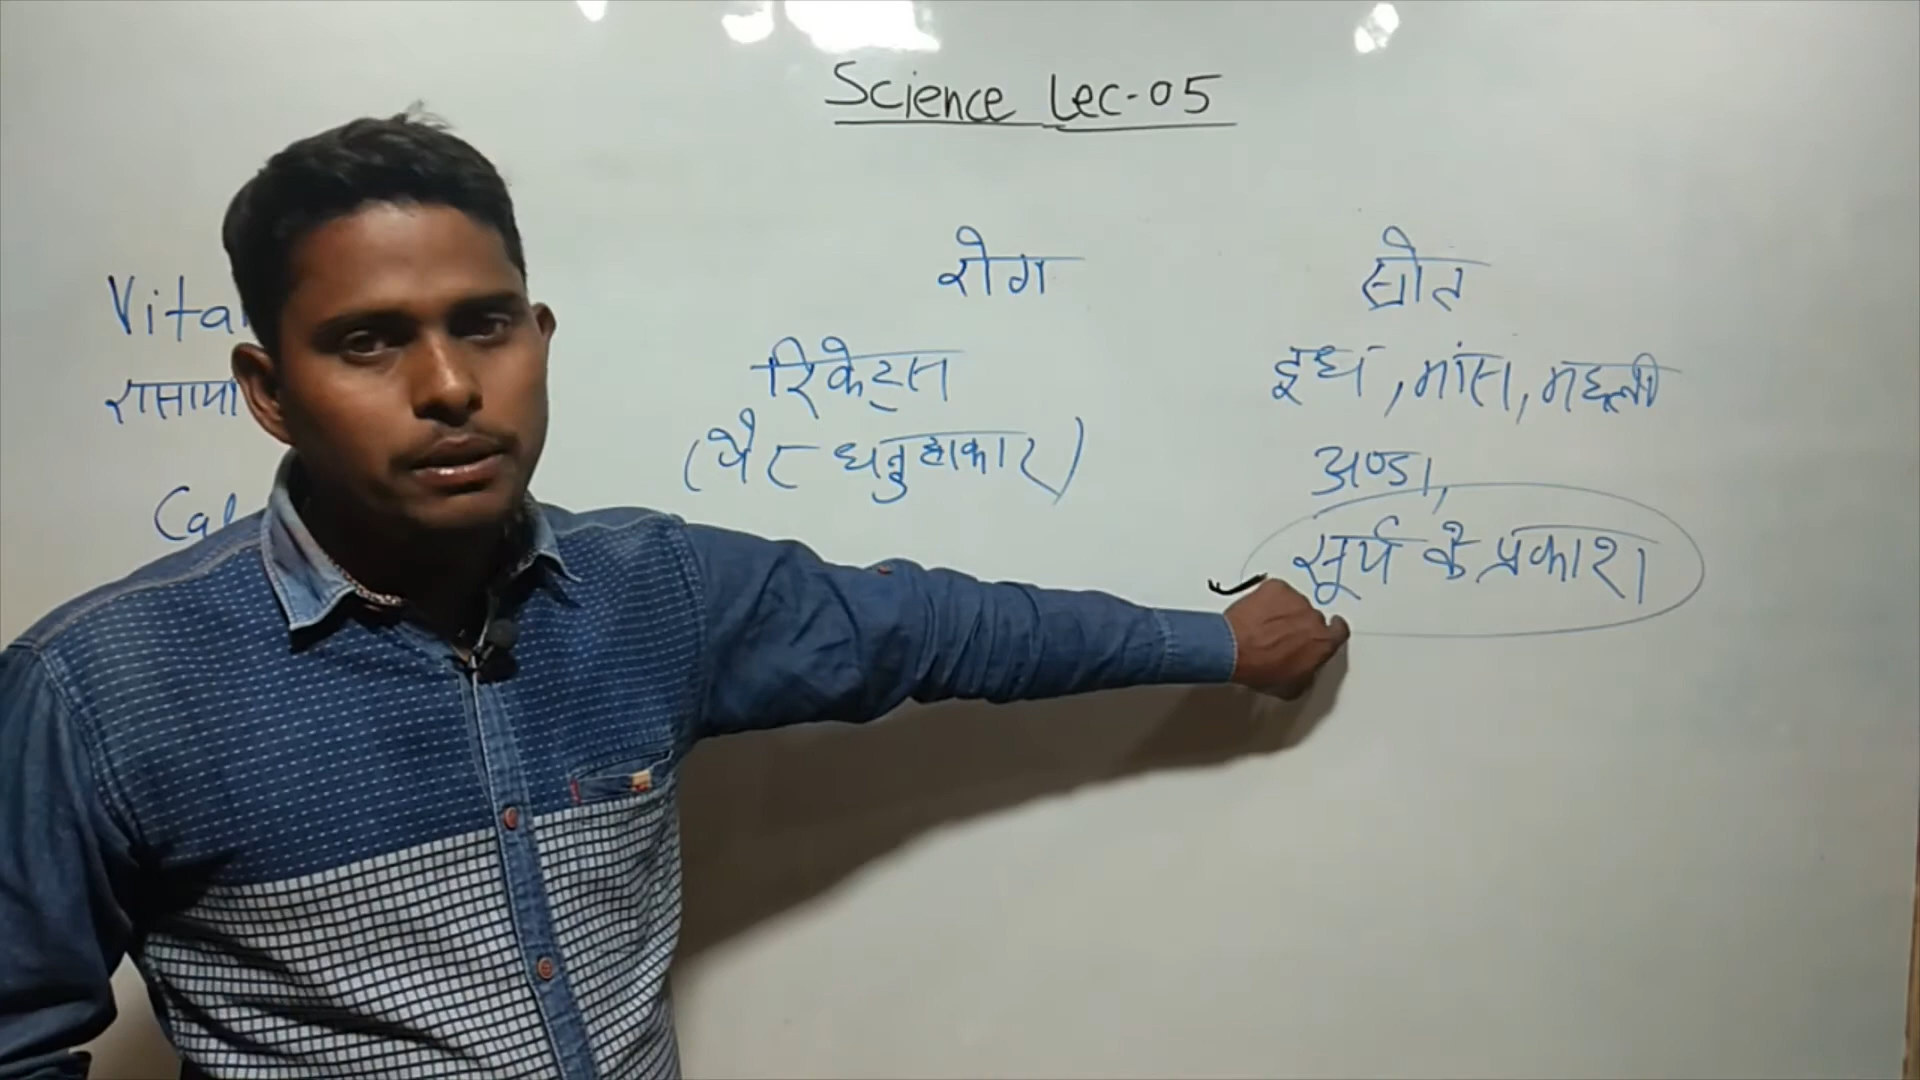 Science Lec-05
रोग
स्रोत
Vita
रासाय
रिकेट्स
दूध, मांस, मछली
(पैर धनुषाकार)
अण्डा,
Cal
सूर्य के प्रकाश।